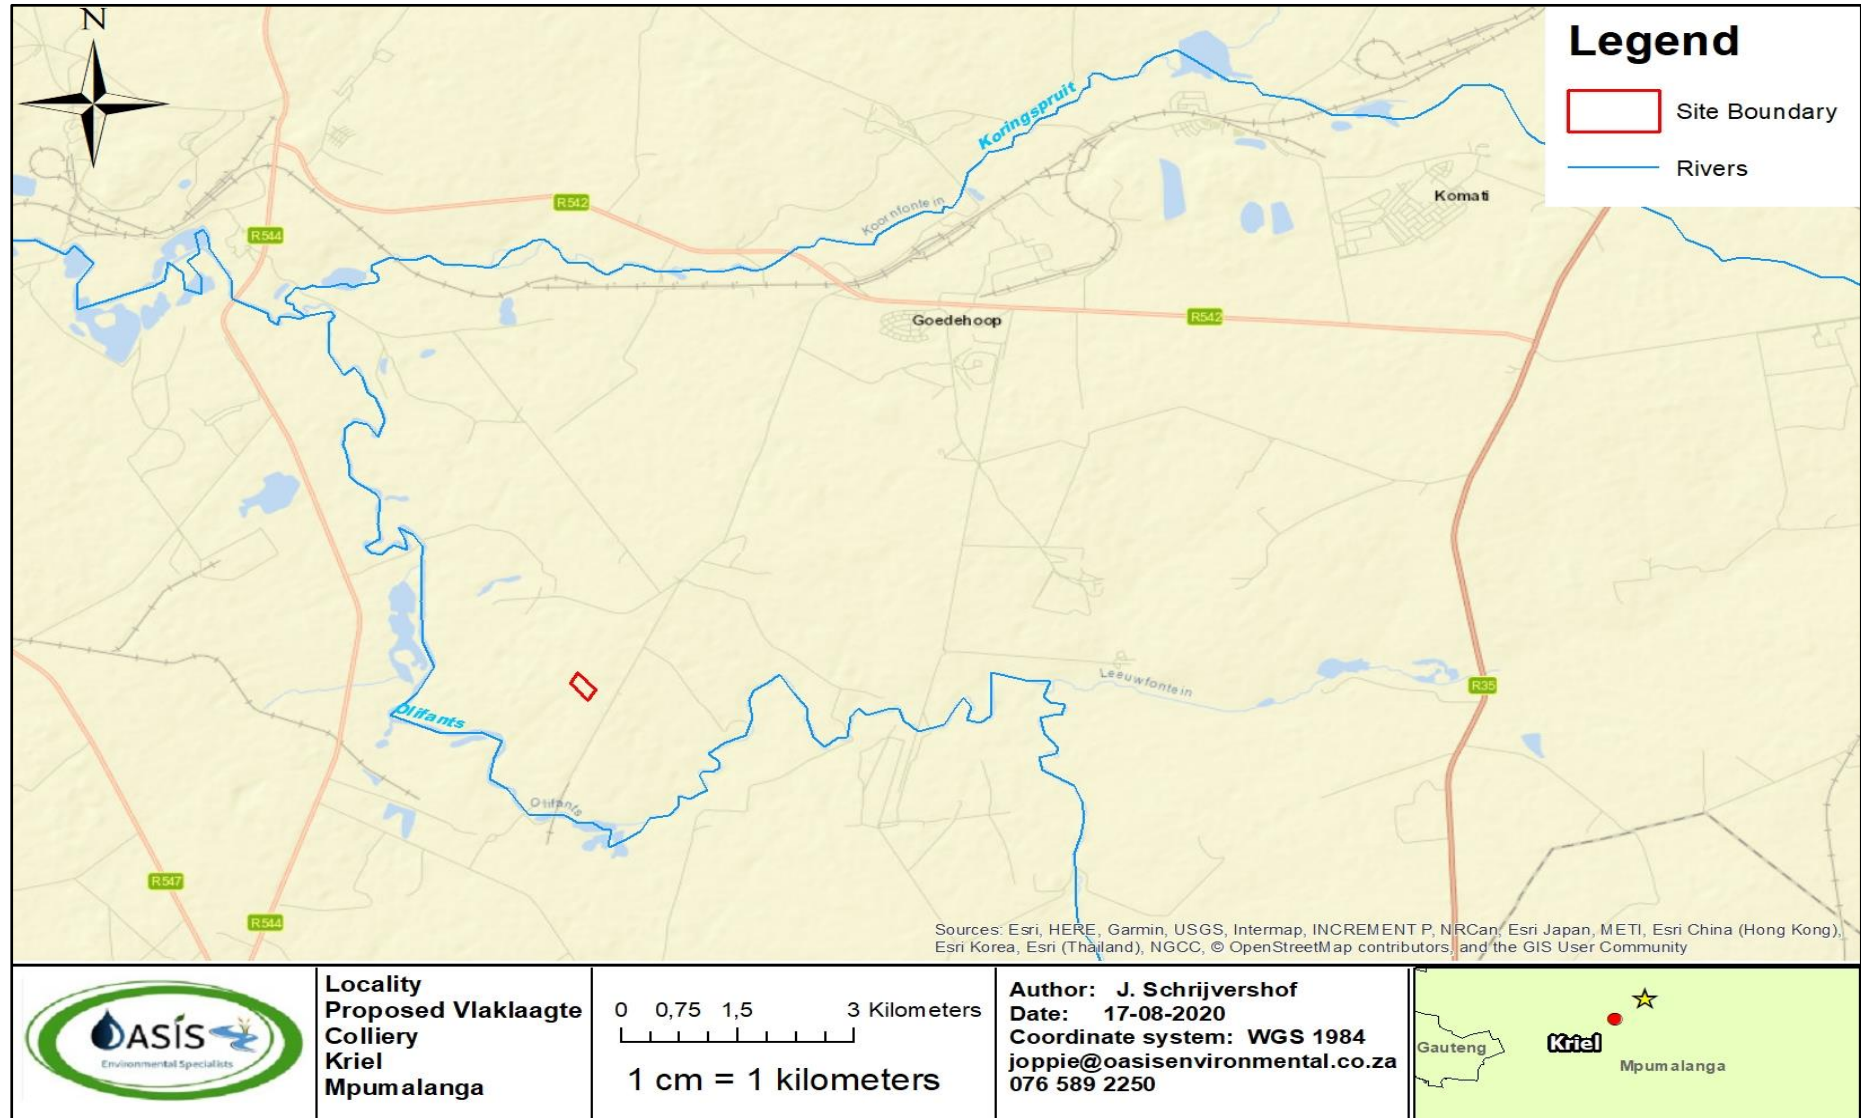 N
Legend
Site Boundary
Rivers
Koringspruit
Koornfontein
Komati
R542
R544
Goedehoop
R542
Leeuwfontein
R35
Olifants
Olifants
R547
R544
Sources: Esri, HERE, Garmin, USGS, Intermap, INCREMENT P, NRCan, Esri Japan, METI, Esri China (Hong Kong),
Esri Korea, Esri (Thailand), NGCC, © OpenStreetMap contributors, and the GIS User Community
OASIS
Environmental Specialists
Locality
Proposed Vlaklaagte
Colliery
Kriel
Mpumalanga
0 0,75 1,5 3 Kilometers
1 cm = 1 kilometers
Author: J. Schrijvershof
Date: 17-08-2020
Coordinate system: WGS 1984
joppie@oasisenvironmental.co.za
076 589 2250
Gauteng
Kriel
Mpumalanga